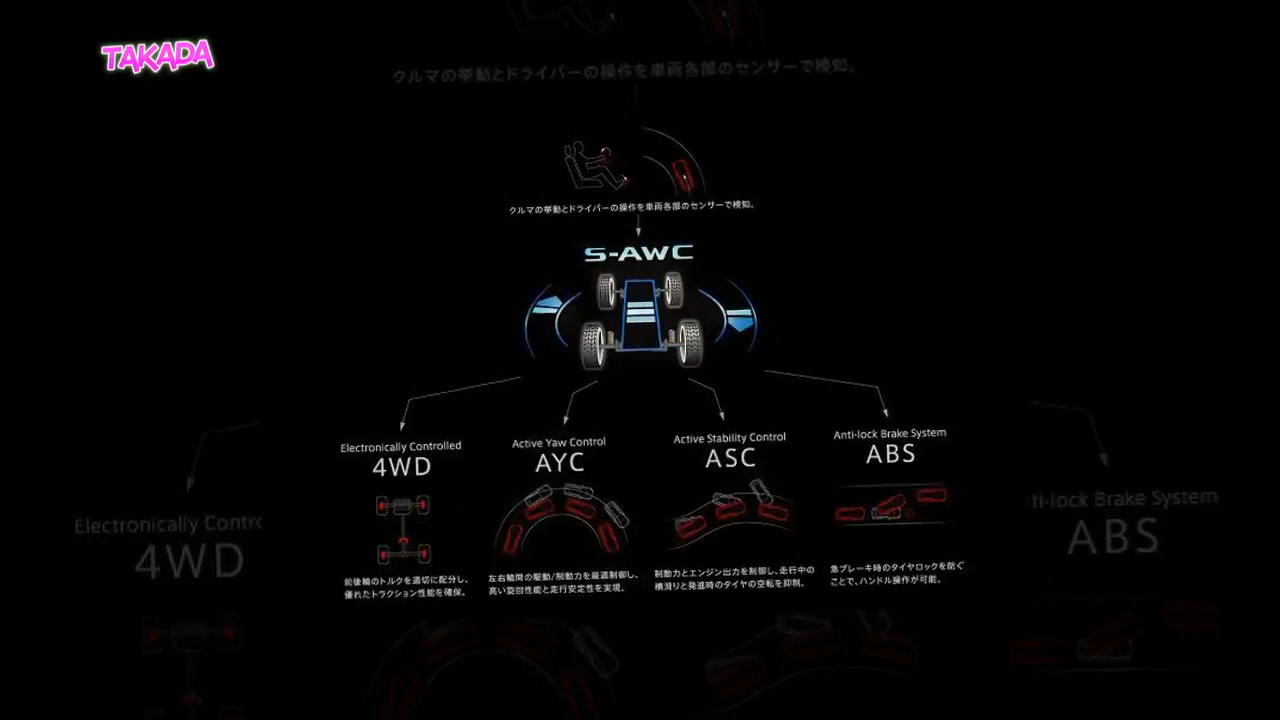 TAKADA
クルマの挙動とドライバーの操作を車両各部のセンサーで検知。
クルマの挙動とドライバーの操作を車両各部のセンサーで検知。
S-AWC
Electronically Controlled
4WD
前後輪のトルクを適切に配分し、
優れたトラクション性能を確保。
Active Yaw Control
AYC
左右輪間の駆動/制動力を最適制御し、
高い旋回性能と走行安定性を実現。
Active Stability Control
ASC
制動力とエンジン出力を制御し、走行中の
横滑りと発進時のタイヤの空転を抑制。
Anti-lock Brake System
ABS
急ブレーキ時のタイヤロックを防ぐ
ことで、ハンドル操作が可能。
Electronically Contrc
4WD
ti-lock Brake System
ABS